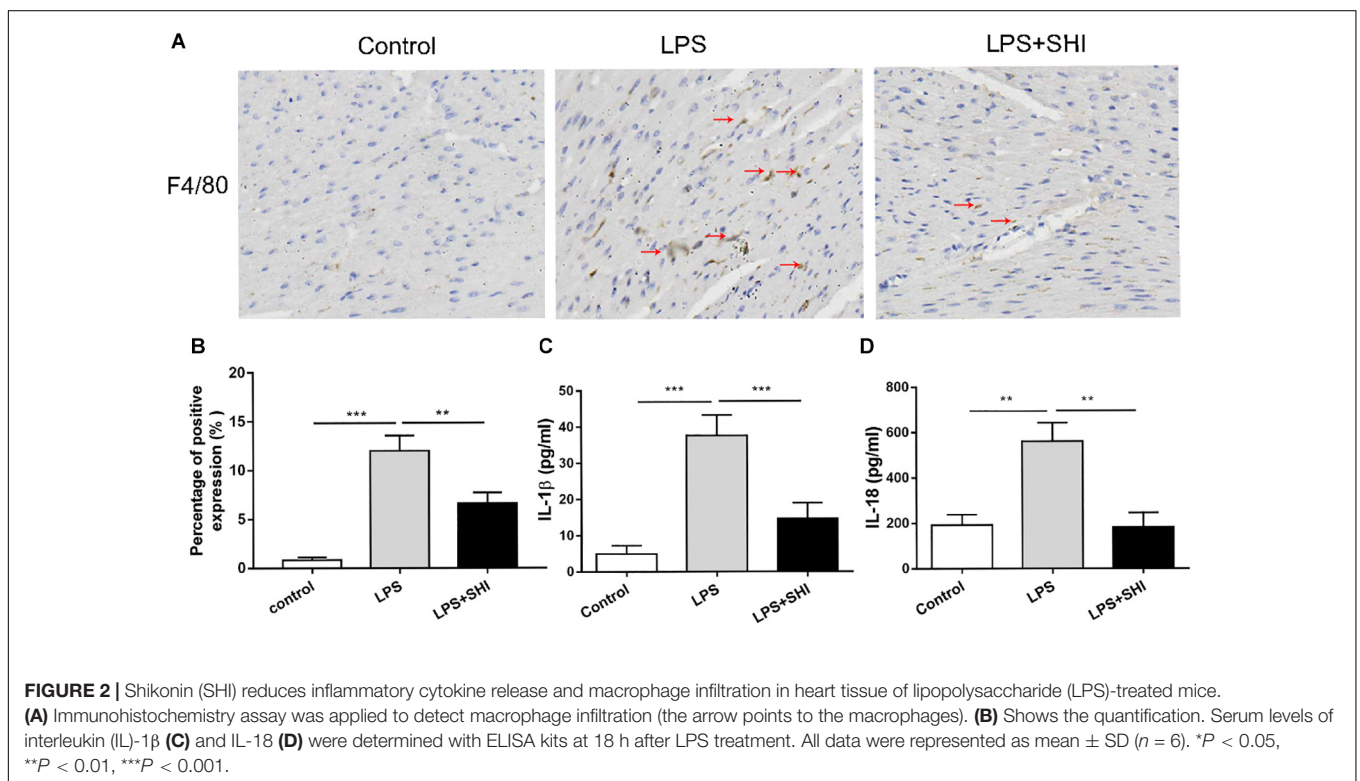 A
Control
LPS
LPS+SHI
F4/80
B
Percentage of positive
expression(% )
20
15
10
5
0
***
**
control
LPS
LPS+SHI
C
IL-1β (pg/ml)
50
40
30
20
10
0
***
***
Control
LPS
LPS+SHI
D
IL-18 (pg/ml)
800
600
400
200
0
**
**
Control
LPS
LPS+SHI
FIGURE 2 | Shikonin (SHI) reduces inflammatory cytokine release and macrophage infiltration in heart tissue of lipopolysaccharide (LPS)-treated mice.
(A) Immunohistochemistry assay was applied to detect macrophage infiltration (the arrow points to the macrophages). (B) Shows the quantification. Serum levels of
interleukin (IL)-1β (C) and IL-18 (D) were determined with ELISA kits at 18 h after LPS treatment. All data were represented as mean ± SD (n = 6). *P < 0.05,
**P < 0.01, ***P < 0.001.